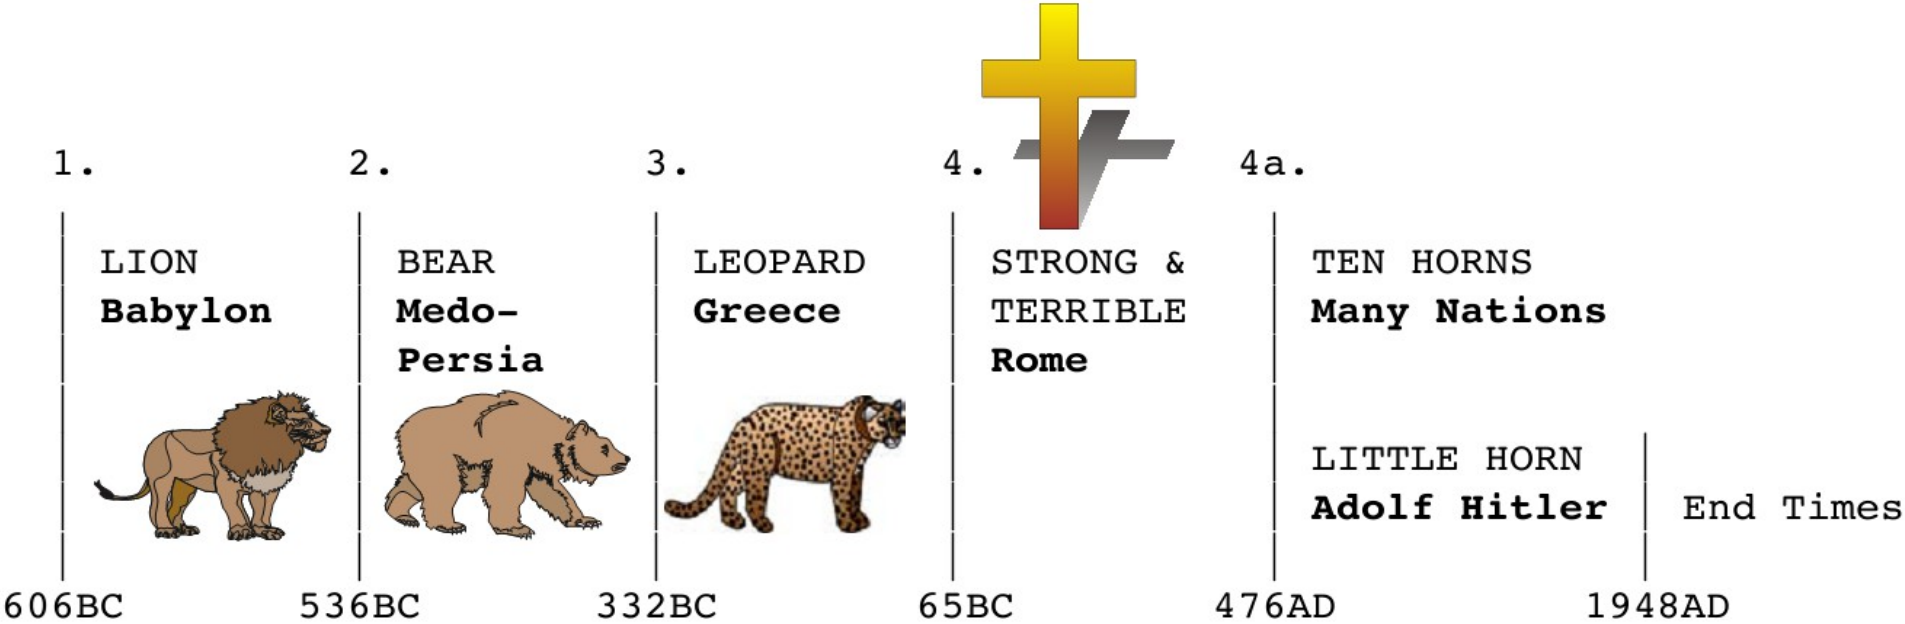 1. 2. 3. 4. 4a.
LION BEAR LEOPARD STRONG & TEN HORNS
Babylon Medo- Greece TERRIBLE Many Nations
Persia Rome
LITTLE HORN
Adolf Hitler End Times
606BC 536BC 332BC 65BC 476AD 1948AD